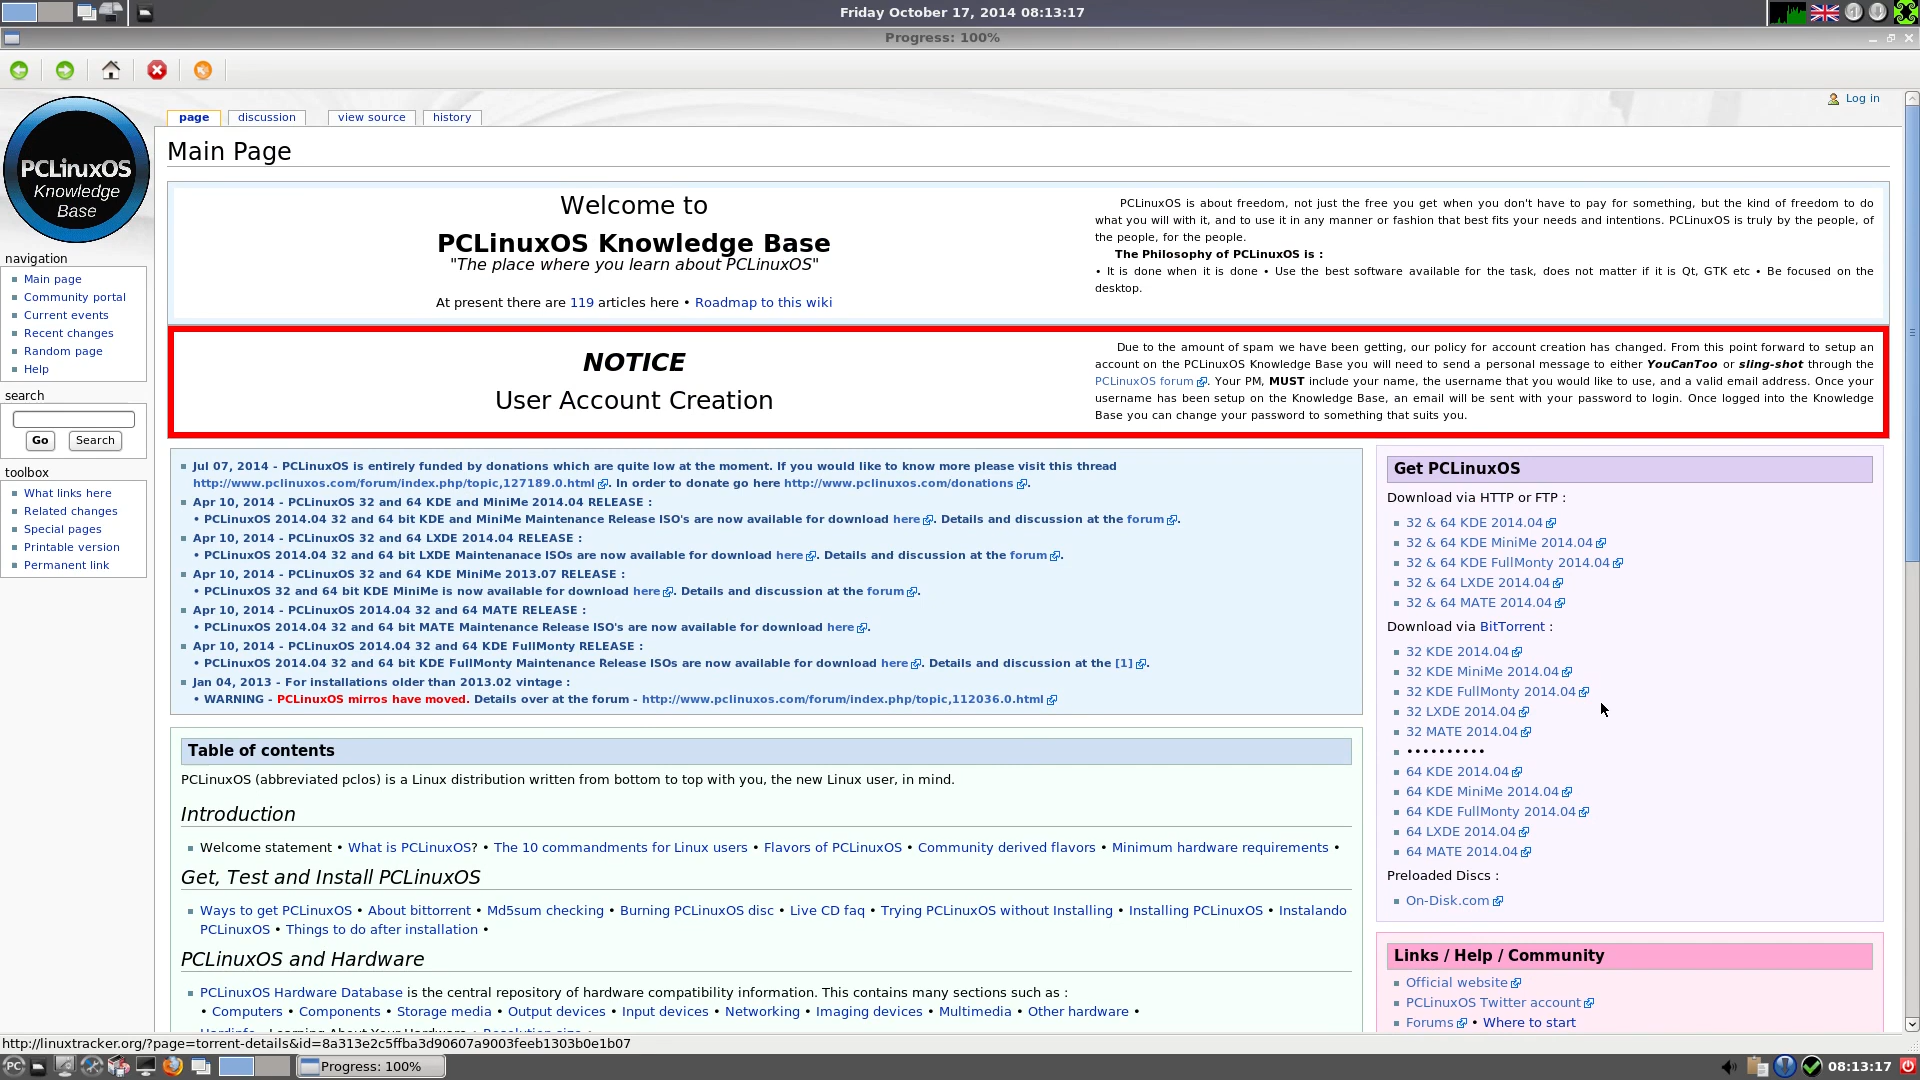 Friday October 17, 2014 08:13:17
Progress: 100%
Log in
page
discussion
view source
history
PCLinuxOS
Knowledge
Base
Main Page
Welcome to
PCLinuxOS Knowledge Base
"The place where you learn about PCLinuxOS"
At present there are 119 articles here • Roadmap to this wiki
PCLinuxOS is about freedom, not just the free you get when you don't have to pay for something, but the kind of freedom to do
what you will with it, and to use it in any manner or fashion that best fits your needs and intentions. PCLinuxOS is truly by the people, of
the people, for the people.
The Philosophy of PCLinuxOS is :
• It is done when it is done • Use the best software available for the task, does not matter if it is Qt, GTK etc • Be focused on the
desktop.
navigation
Main page
Community portal
Current events
Recent changes
Random page
Help
search
Go
Search
toolbox
What links here
Related changes
Special pages
Printable version
Permanent link
NOTICE
User Account Creation
Due to the amount of spam we have been getting, our policy for account creation has changed. From this point forward to setup an
account on the PCLinuxOS Knowledge Base you will need to send a personal message to either YouCanToo or sling-shot through the
PCLinuxOS forum. Your PM, MUST include your name, the username that you would like to use, and a valid email address. Once your
username has been setup on the Knowledge Base, an email will be sent with your password to login. Once logged into the Knowledge
Base you can change your password to something that suits you.
Jul 07, 2014 - PCLinuxOS is entirely funded by donations which are quite low at the moment. If you would like to know more please visit this thread
http://www.pclinuxos.com/forum/index.php/topic,127189.0.html. In order to donate go here http://www.pclinuxos.com/donations.
Apr 10, 2014 - PCLinuxOS 32 and 64 KDE and MiniMe 2014.04 RELEASE :
• PCLinuxOS 2014.04 32 and 64 bit KDE and MiniMe Maintenance Release ISO's are now available for download here. Details and discussion at the forum.
Apr 10, 2014 - PCLinuxOS 32 and 64 LXDE 2014.04 RELEASE :
• PCLinuxOS 2014.04 32 and 64 bit LXDE Maintenanace ISOs are now available for download here. Details and discussion at the forum.
Apr 10, 2014 - PCLinuxOS 32 and 64 KDE MiniMe 2013.07 RELEASE :
• PCLinuxOS 32 and 64 bit KDE MiniMe is now available for download here. Details and discussion at the forum.
Apr 10, 2014 - PCLinuxOS 2014.04 32 and 64 MATE RELEASE :
• PCLinuxOS 2014.04 32 and 64 bit MATE Maintenance Release ISO's are now available for download here.
Apr 10, 2014 - PCLinuxOS 2014.04 32 and 64 KDE FullMonty RELEASE :
• PCLinuxOS 2014.04 32 and 64 bit KDE FullMonty Maintenance Release ISOs are now available for download here. Details and discussion at the [1].
Jan 04, 2013 - For installations older than 2013.02 vintage :
• WARNING - PCLinuxOS mirros have moved. Details over at the forum - http://www.pclinuxos.com/forum/index.php/topic,112036.0.html
Table of contents
PCLinuxOS (abbreviated pclos) is a Linux distribution written from bottom to top with you, the new Linux user, in mind.
Introduction
Welcome statement • What is PCLinuxOS? • The 10 commandments for Linux users • Flavors of PCLinuxOS • Community derived flavors • Minimum hardware requirements •
Get, Test and Install PCLinuxOS
Ways to get PCLinuxOS • About bittorrent • Md5sum checking • Burning PCLinuxOS disc • Live CD faq • Trying PCLinuxOS without Installing • Installing PCLinuxOS • Instalando
PCLinuxOS • Things to do after installation •
PCLinuxOS and Hardware
PCLinuxOS Hardware Database is the central repository of hardware compatibility information. This contains many sections such as :
• Computers • Components • Storage media • Output devices • Input devices • Networking • Imaging devices • Multimedia • Other hardware •
Get PCLinuxOS
Download via HTTP or FTP :
32 & 64 KDE 2014.04
32 & 64 KDE MiniMe 2014.04
32 & 64 KDE FullMonty 2014.04
32 & 64 LXDE 2014.04
32 & 64 MATE 2014.04
Download via BitTorrent :
32 KDE 2014.04
32 KDE MiniMe 2014.04
32 KDE FullMonty 2014.04
32 LXDE 2014.04
32 MATE 2014.04
••••••••••
64 KDE 2014.04
64 KDE MiniMe 2014.04
64 KDE FullMonty 2014.04
64 LXDE 2014.04
64 MATE 2014.04
Preloaded Discs :
On-Disk.com
Links / Help / Community
Official website
PCLinuxOS Twitter account
Forums • Where to start
http://linuxtracker.org/?page=torrent-details&id=8a313e2c5ffba3d90607a9003feeb1303b0e1b07
PC
Progress: 100%
08:13:17